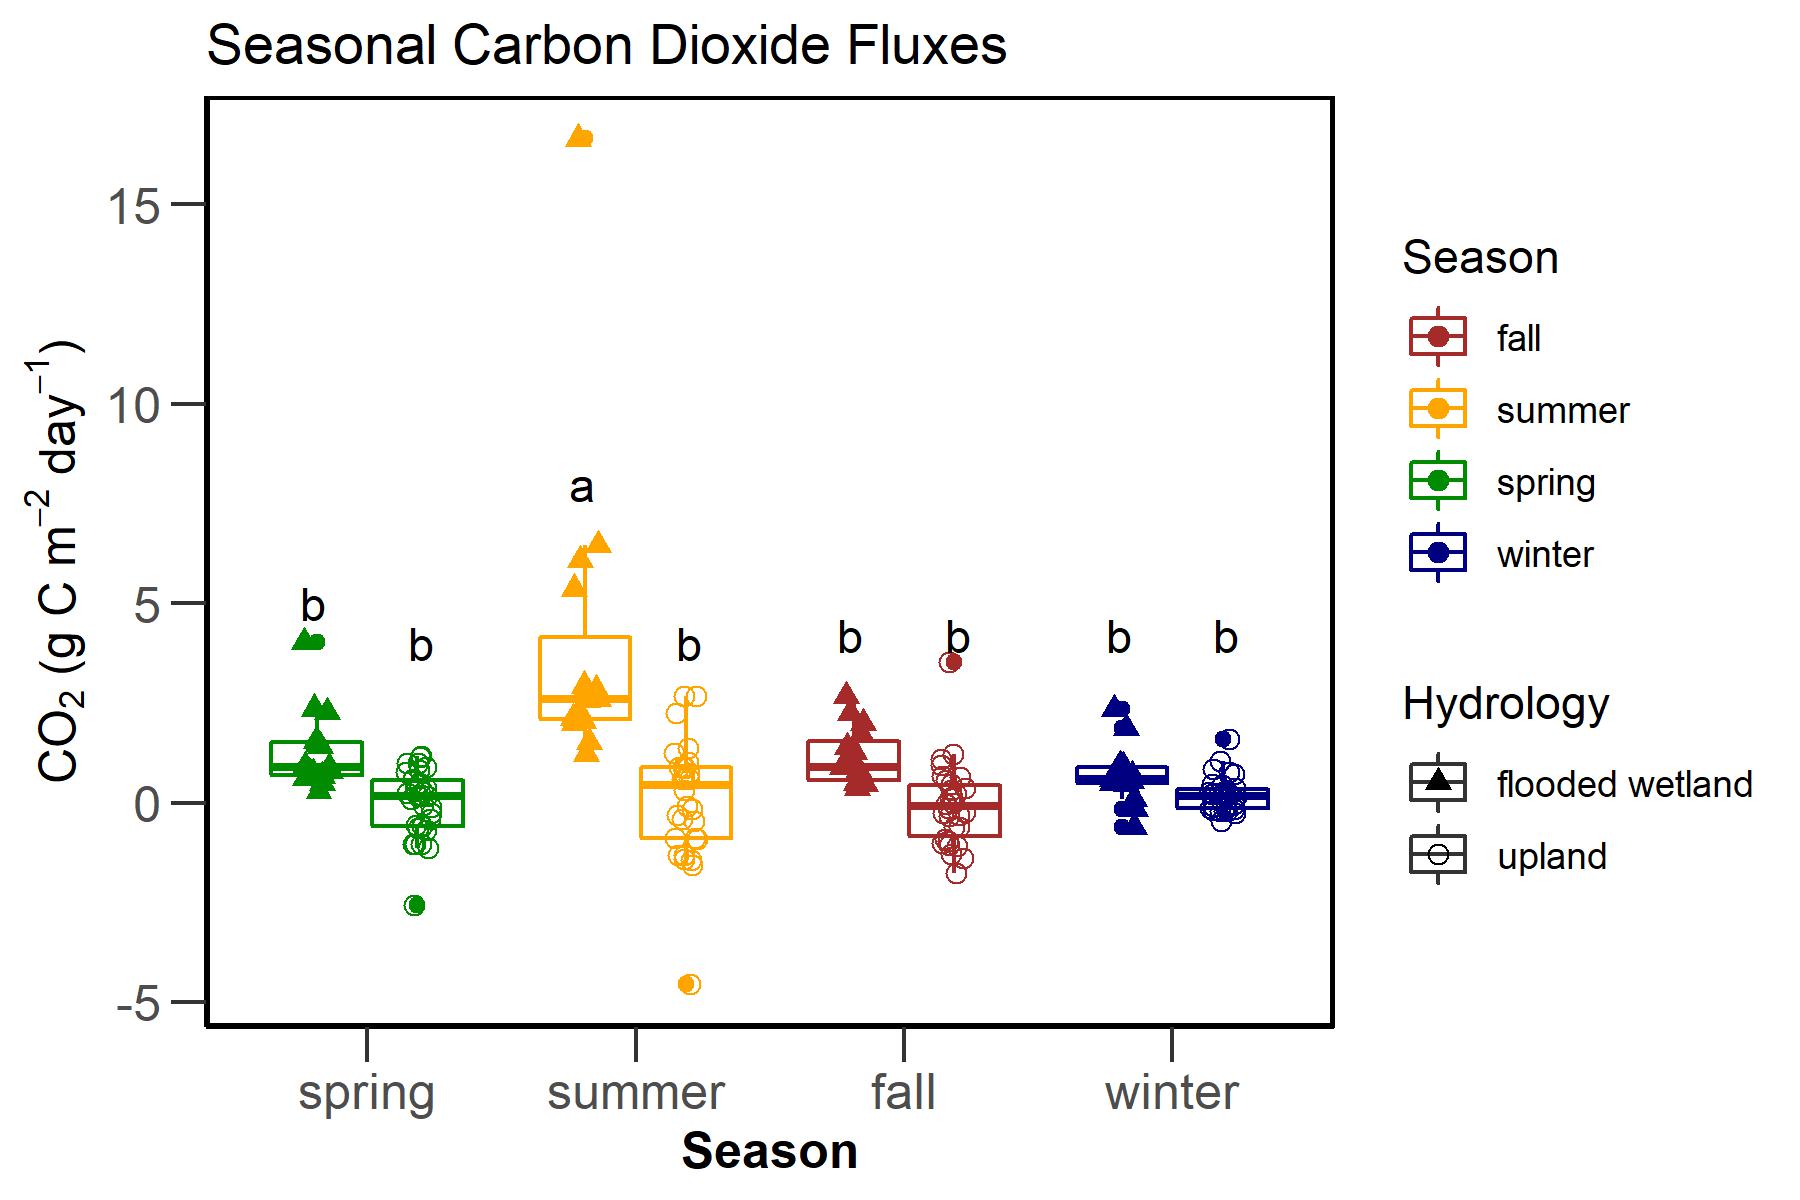 Seasonal Carbon Dioxide Fluxes
CO₂ (g C m⁻² day⁻¹)
15
10
5
0
-5
b
b
a
b
b
b
b
b
spring
summer
fall
winter
Season
Season
fall
summer
spring
winter
Hydrology
flooded wetland
upland